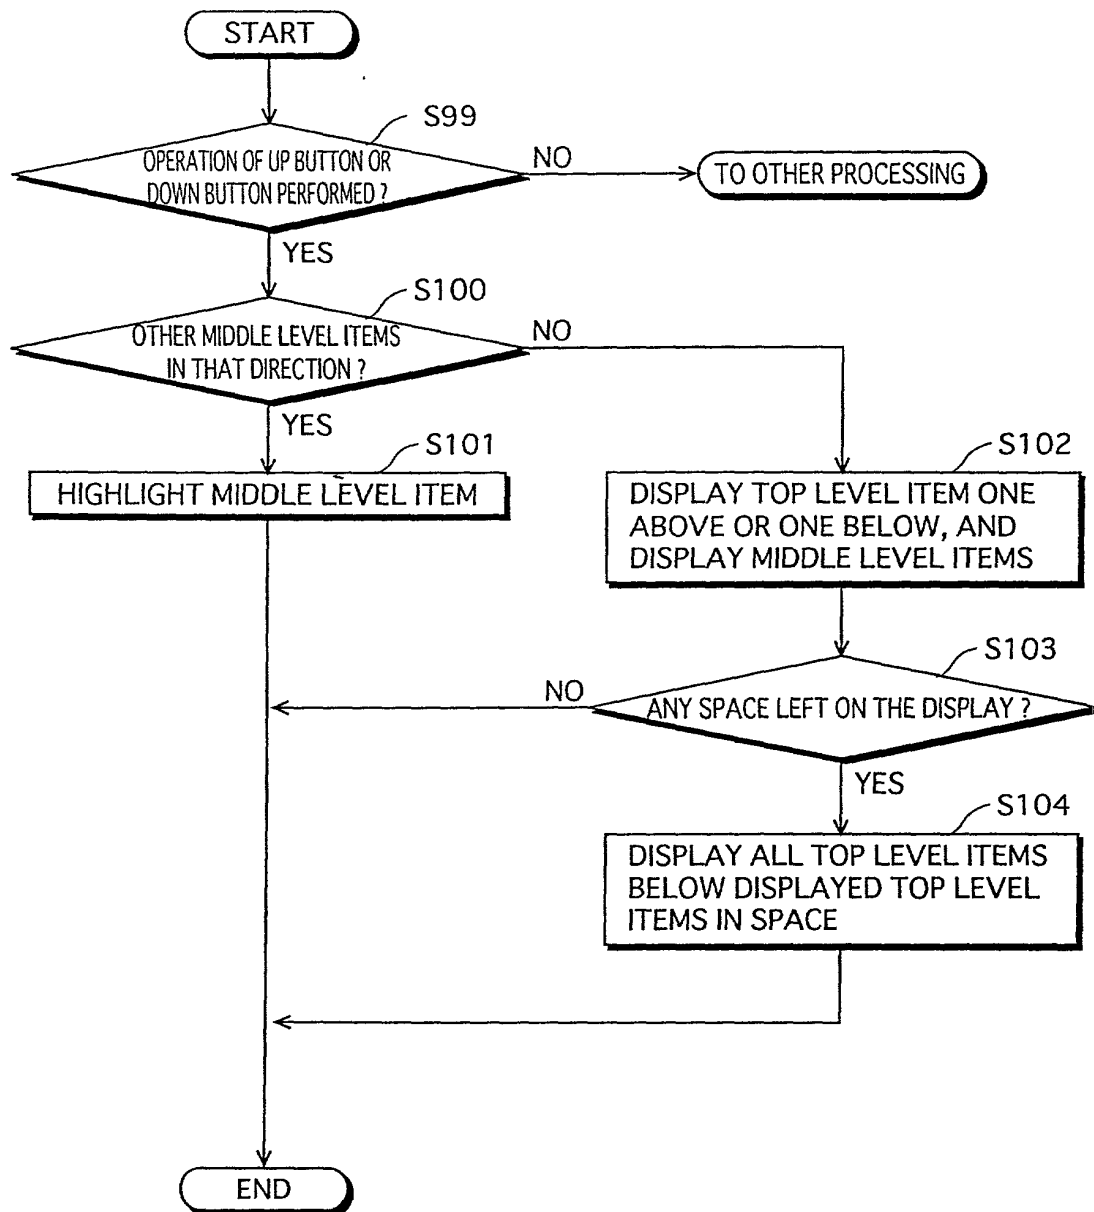 START
S99
OPERATION OF UP BUTTON OR
DOWN BUTTON PERFORMED ?
NO
TO OTHER PROCESSING
YES
S100
OTHER MIDDLE LEVEL ITEMS
IN THAT DIRECTION ?
NO
YES
S101
HIGHLIGHT MIDDLE LEVEL ITEM
S102
DISPLAY TOP LEVEL ITEM ONE
ABOVE OR ONE BELOW, AND
DISPLAY MIDDLE LEVEL ITEMS
S103
NO
ANY SPACE LEFT ON THE DISPLAY ?
YES
S104
DISPLAY ALL TOP LEVEL ITEMS
BELOW DISPLAYED TOP LEVEL
ITEMS IN SPACE
END